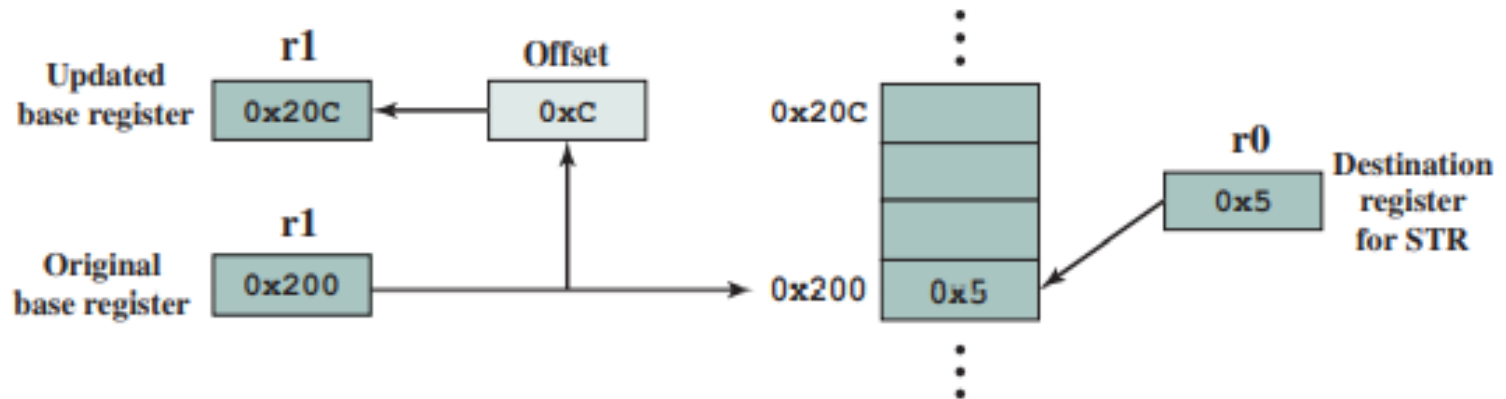 r1
Offset
Updated
base register
0x20C
0xC
0x20C
r0
0x5
Destination
register
for STR
r1
Original
base register
0x200
0x200
0x5